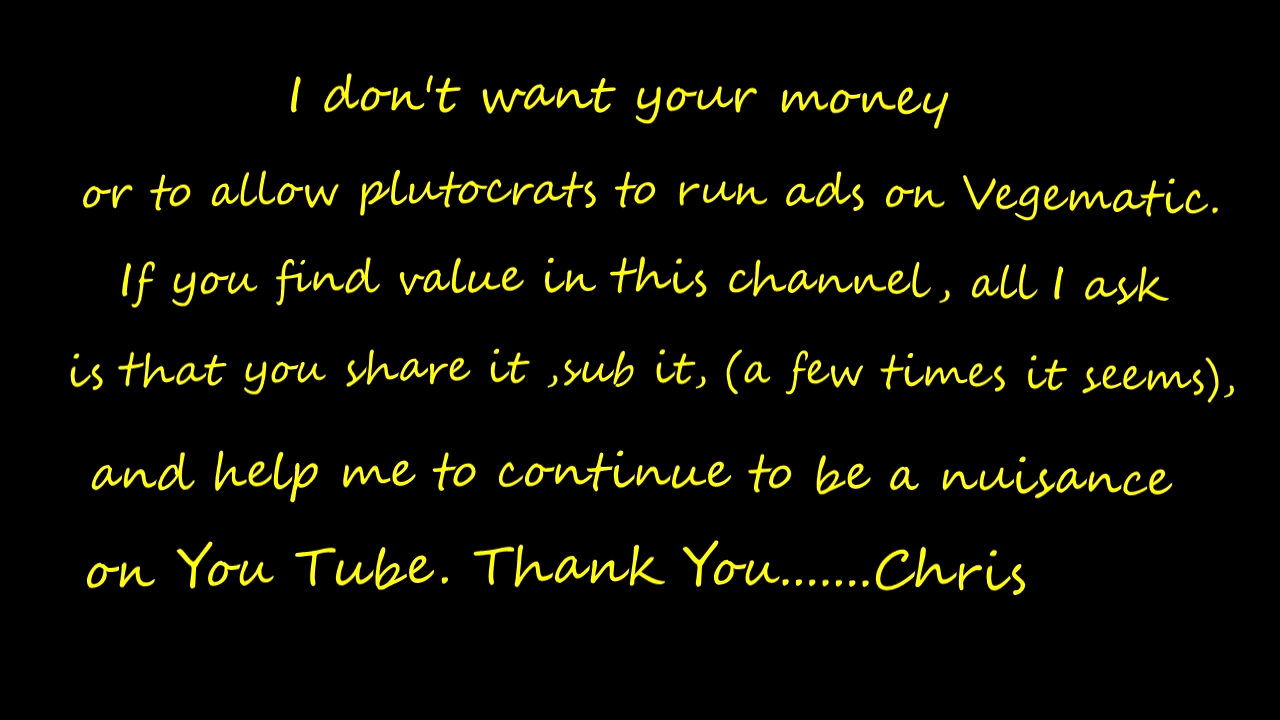 I don't want your money
or to allow plutocrats to run ads on Vegematic.
If you find value in this channel, all I ask
is that you share it ,sub it, (a few times it seems),
and help me to continue to be a nuisance
on You Tube. Thank You.......Chris